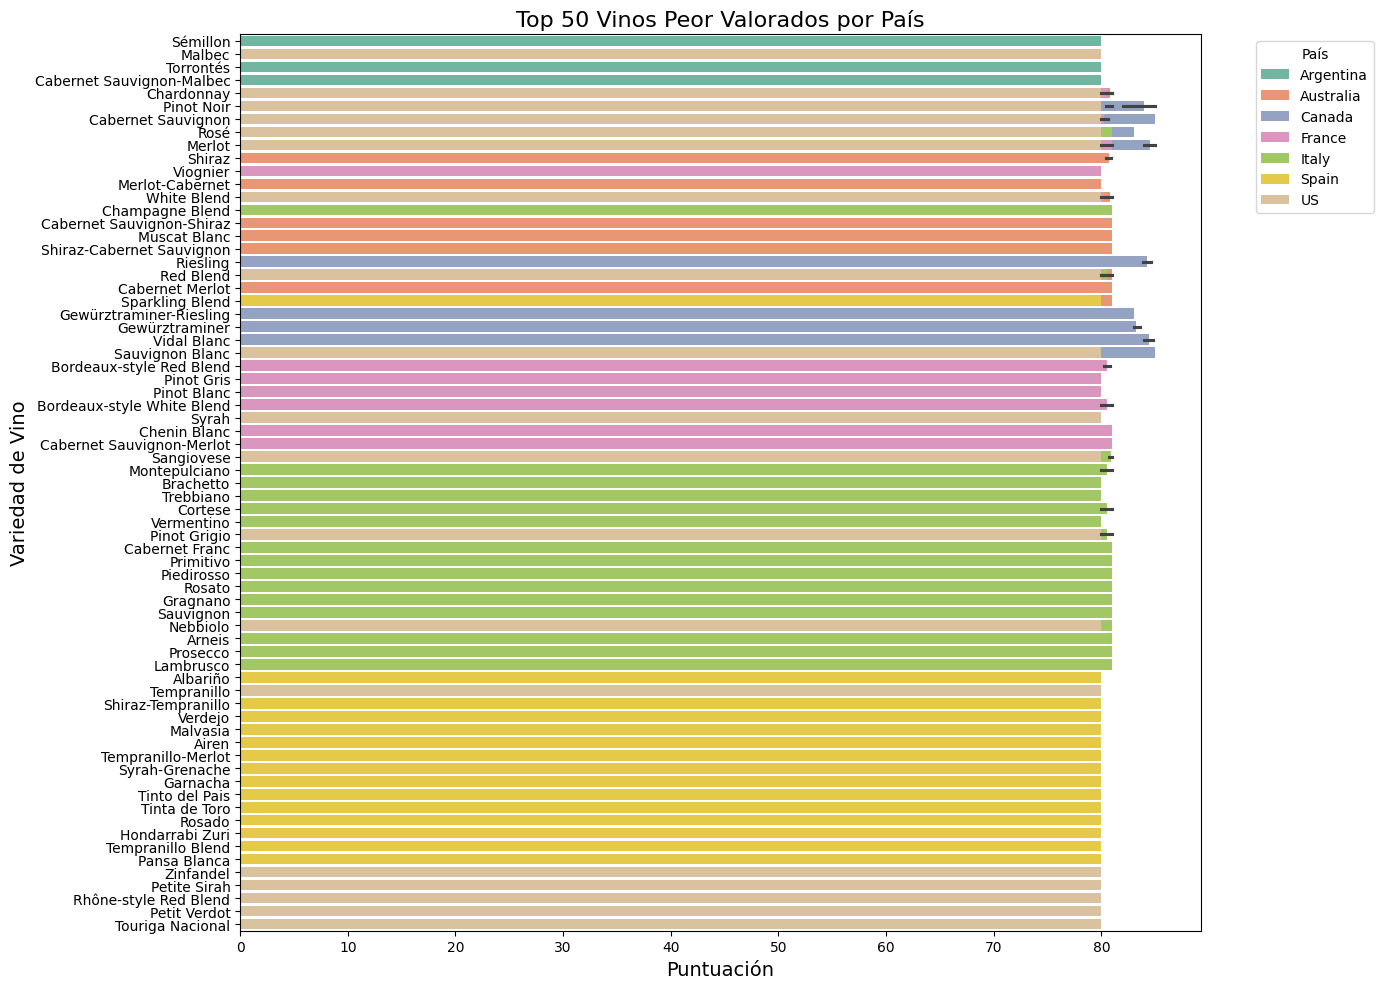 Top 50 Vinos Peor Valorados por País
Variedad de Vino
Sémillon
Malbec
Torrontés
Cabernet Sauvignon-Malbec
Chardonnay
Pinot Noir
Cabernet Sauvignon
Rosé
Merlot
Shiraz
Viognier
Merlot-Cabernet
White Blend
Champagne Blend
Cabernet Sauvignon-Shiraz
Muscat Blanc
Shiraz-Cabernet Sauvignon
Riesling
Red Blend
Cabernet Merlot
Sparkling Blend
Gewürztraminer-Riesling
Gewürztraminer
Vidal Blanc
Sauvignon Blanc
Bordeaux-style Red Blend
Pinot Gris
Pinot Blanc
Bordeaux-style White Blend
Syrah
Chenin Blanc
Cabernet Sauvignon-Merlot
Sangiovese
Montepulciano
Brachetto
Trebbiano
Cortese
Vermentino
Pinot Grigio
Cabernet Franc
Primitivo
Piedirosso
Rosato
Gragnano
Sauvignon
Nebbiolo
Arneis
Prosecco
Lambrusco
Albariño
Tempranillo
Shiraz-Tempranillo
Verdejo
Malvasia
Airen
Tempranillo-Merlot
Syrah-Grenache
Garnacha
Tinto del Pais
Tinta de Toro
Rosado
Hondarrabi Zuri
Tempranillo Blend
Pansa Blanca
Zinfandel
Petite Sirah
Rhône-style Red Blend
Petit Verdot
Touriga Nacional
0 10 20 30 40 50 60 70 80
Puntuación
País
Argentina
Australia
Canada
France
Italy
Spain
US